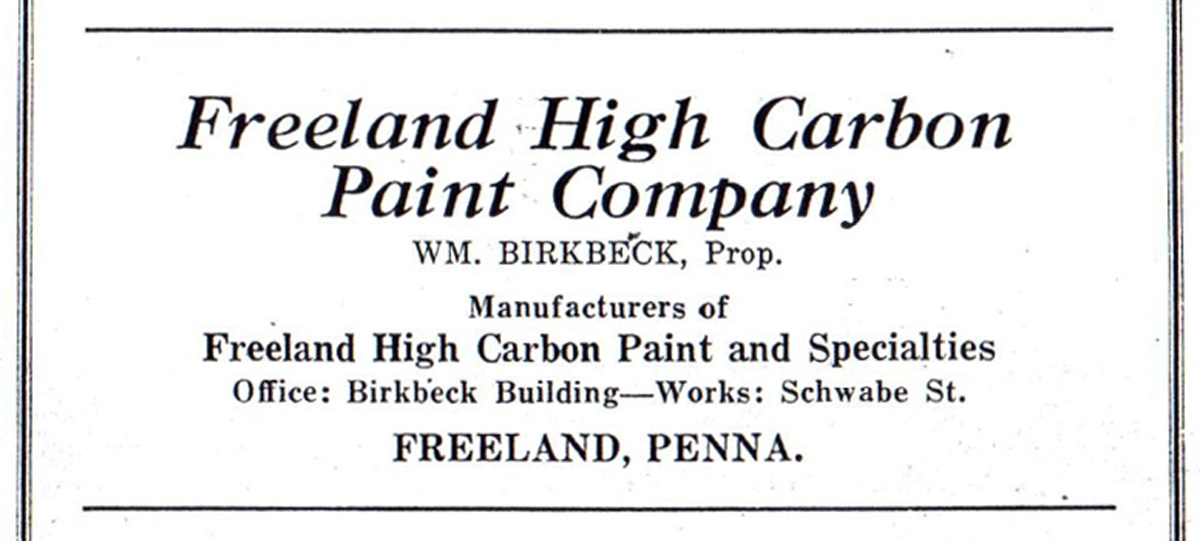 Freeland High Carbon
Paint Company
WM. BIRKBECK, Prop.
Manufacturers of
Freeland High Carbon Paint and Specialties
Office: Birkbeck Building—Works: Schwabe St.
FREELAND, PENNA.